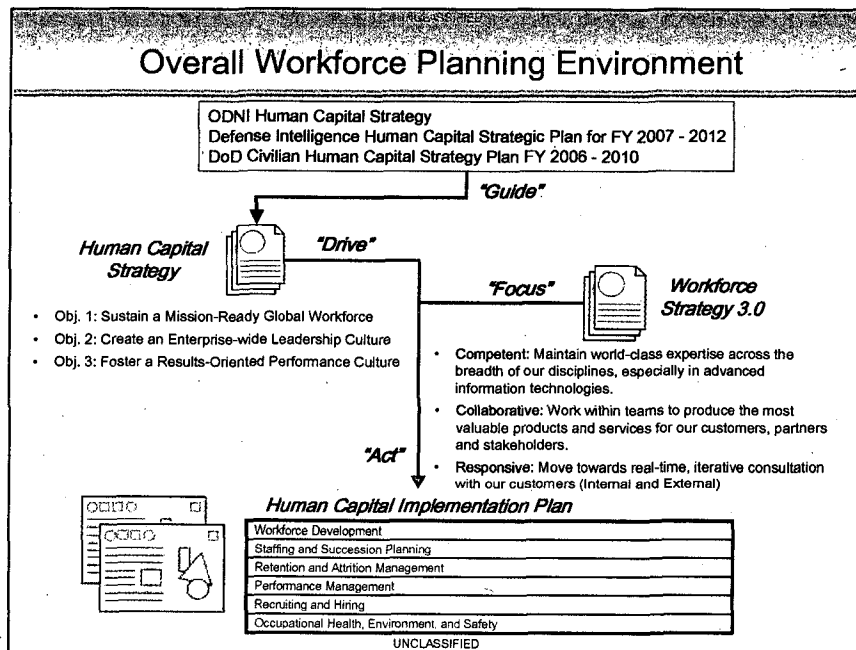 UNCLASSIFIED
Overall Workforce Planning Environment
ODNI Human Capital Strategy
Defense Intelligence Human Capital Strategic Plan for FY 2007 - 2012
DoD Civilian Human Capital Strategy Plan FY 2006 - 2010
"Guide"
Human Capital
Strategy
"Drive"
"Focus"
Workforce
Strategy 3.0
• Obj. 1: Sustain a Mission-Ready Global Workforce
• Obj. 2: Create an Enterprise-wide Leadership Culture
• Obj. 3: Foster a Results-Oriented Performance Culture
• Competent: Maintain world-class expertise across the
breadth of our disciplines, especially in advanced
information technologies.
• Collaborative: Work within teams to produce the most
valuable products and services for our customers, partners
and stakeholders.
• Responsive: Move towards real-time, iterative consultation
with our customers (Internal and External)
"Act"
Human Capital Implementation Plan
Workforce Development
Staffing and Succession Planning
Retention and Attrition Management
Performance Management
Recruiting and Hiring
Occupational Health, Environment, and Safety
UNCLASSIFIED